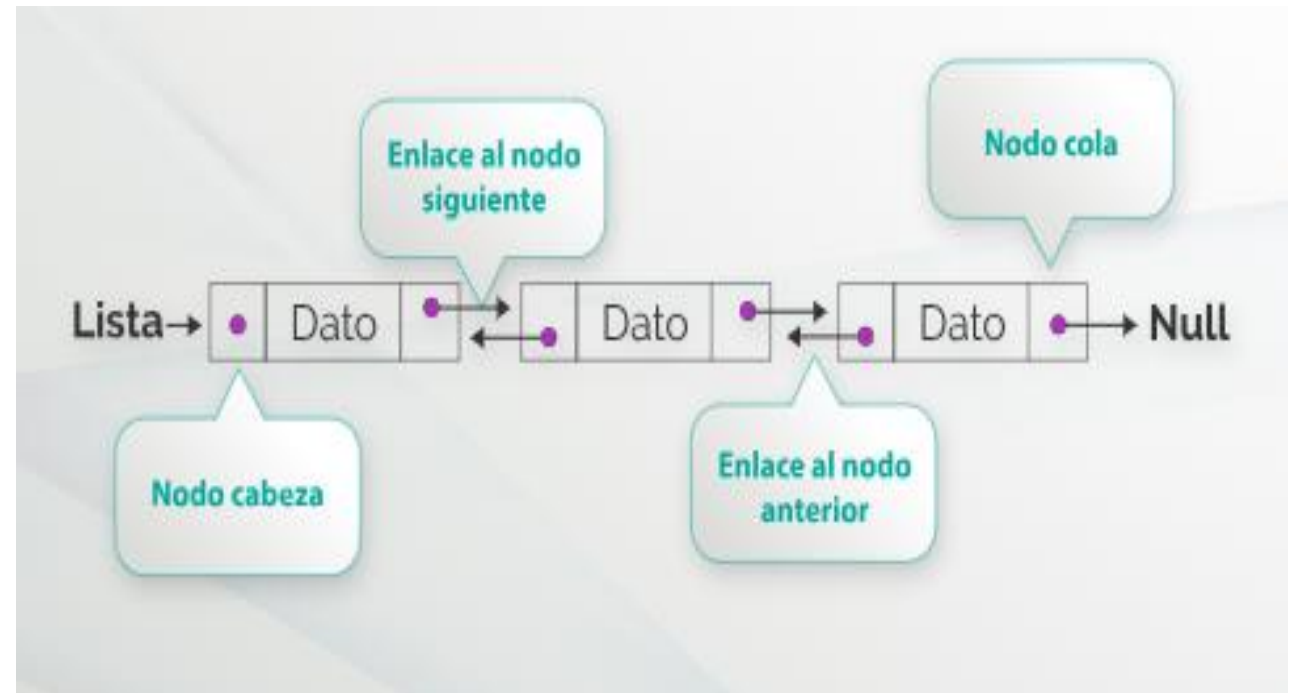 Nodo cola
Enlace al nodo
siguiente
Lista
Dato
Dato
Dato
Null
Nodo cabeza
Enlace al nodo
anterior